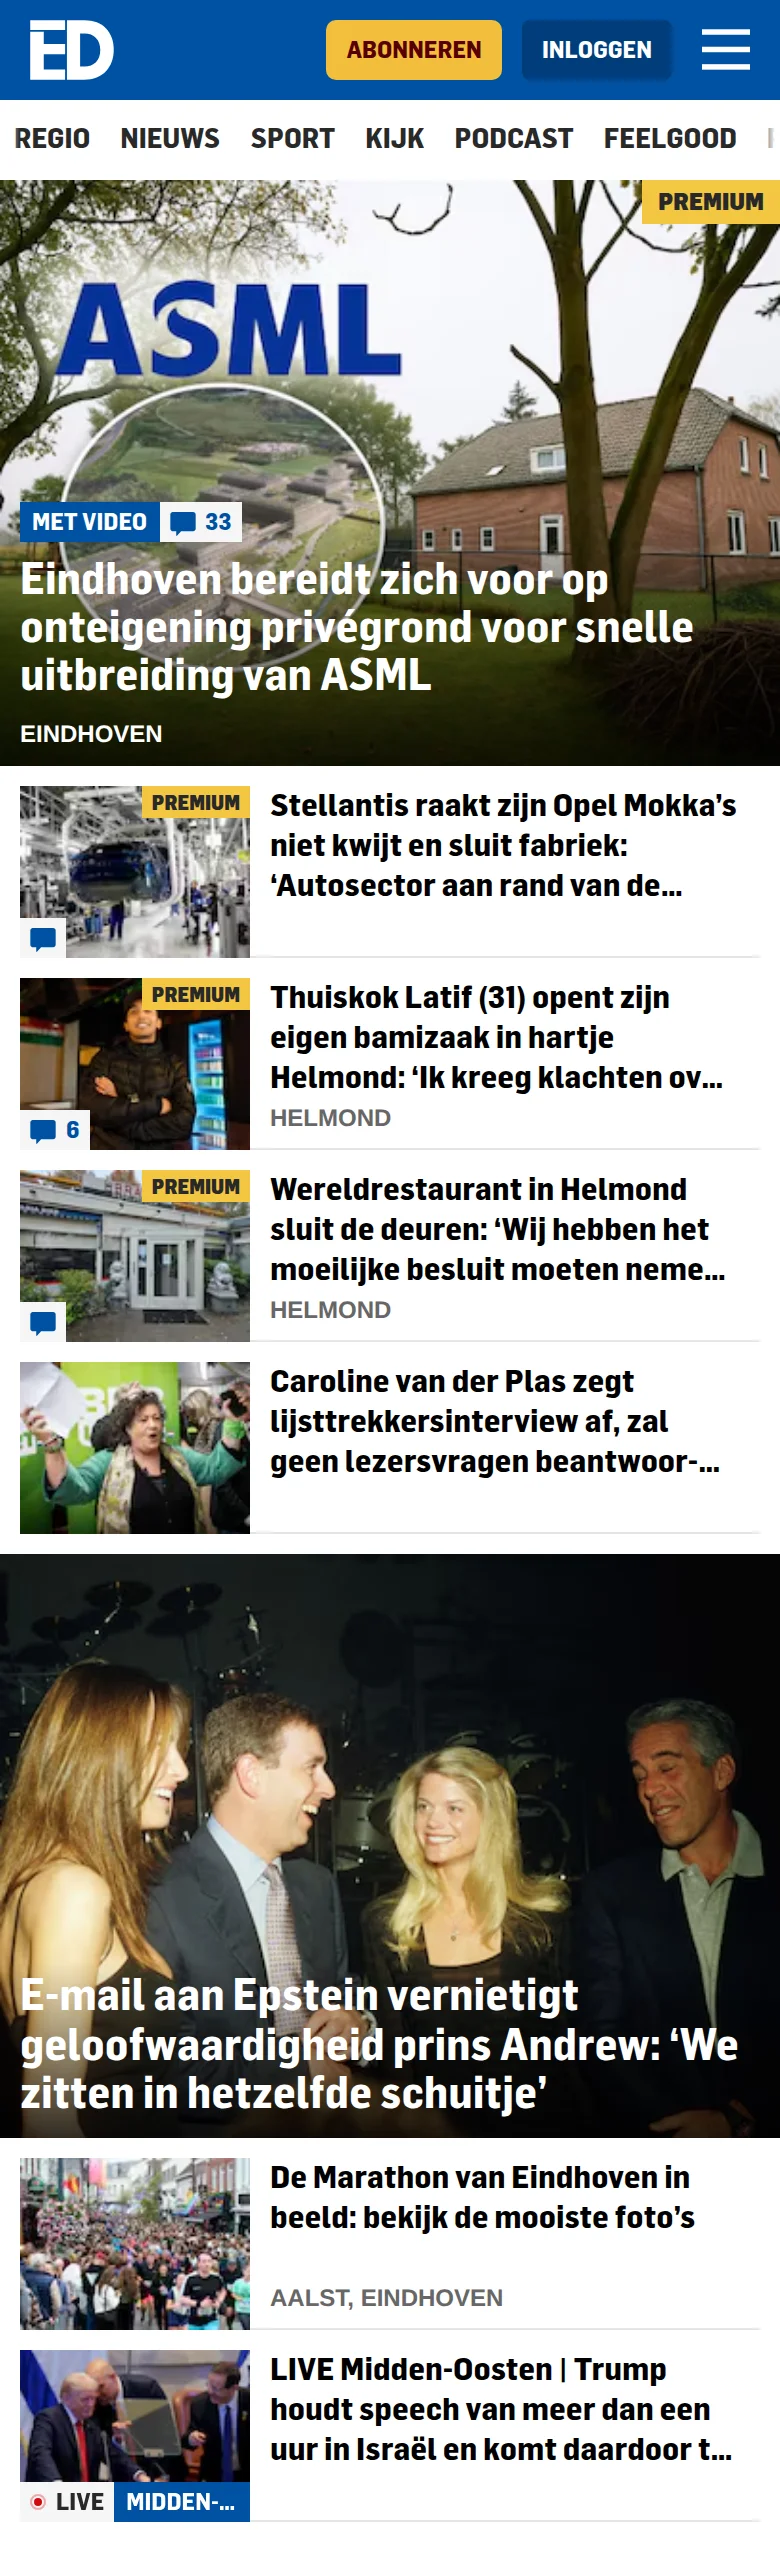 ED
ABONNEREN
INLOGGEN
REGIO NIEUWS SPORT KIJK PODCAST FEELGOOD
PREMIUM
ASML
MET VIDEO
33
Eindhoven bereidt zich voor op
onteigening privégrond voor snelle
uitbreiding van ASML
EINDHOVEN
PREMIUM
Stellantis raakt zijn Opel Mokka’s
niet kwijt en sluit fabriek:
‘Autosector aan rand van de...
PREMIUM
6
Thuiskok Latif (31) opent zijn
eigen bamizaak in hartje
Helmond: ‘Ik kreeg klachten ov...
HELMOND
PREMIUM
Wereldrestaurant in Helmond
sluit de deuren: ‘Wij hebben het
moeilijke besluit moeten neme...
HELMOND
Caroline van der Plas zegt
lijsttrekkersinterview af, zal
geen lezersvragen beantwoor-...
E-mail aan Epstein vernietigt
geloofwaardigheid prins Andrew: ‘We
zitten in hetzelfde schuitje’
De Marathon van Eindhoven in
beeld: bekijk de mooiste foto’s
AALST, EINDHOVEN
LIVE
MIDDEN-...
LIVE Midden-Oosten | Trump
houdt speech van meer dan een
uur in Israël en komt daardoor t...